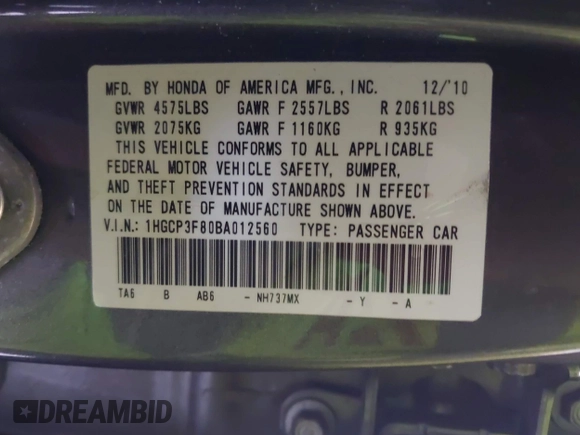 MFD. BY HONDA OF AMERICA MFG., INC. 12/'10
GVWR 4575LBS GAWR F 2557LBS R 2061LBS
GVWR 2075KG GAWR F 1160KG R 935KG
THIS VEHICLE CONFORMS TO ALL APPLICABLE
FEDERAL MOTOR VEHICLE SAFETY, BUMPER,
AND THEFT PREVENTION STANDARDS IN EFFECT
ON THE DATE OF MANUFACTURE SHOWN ABOVE.
V.I.N.: 1HGCP3F80BA012560 TYPE: PASSENGER CAR
TA6 B AB6 - NH737MX - Y - A
DREAMBID